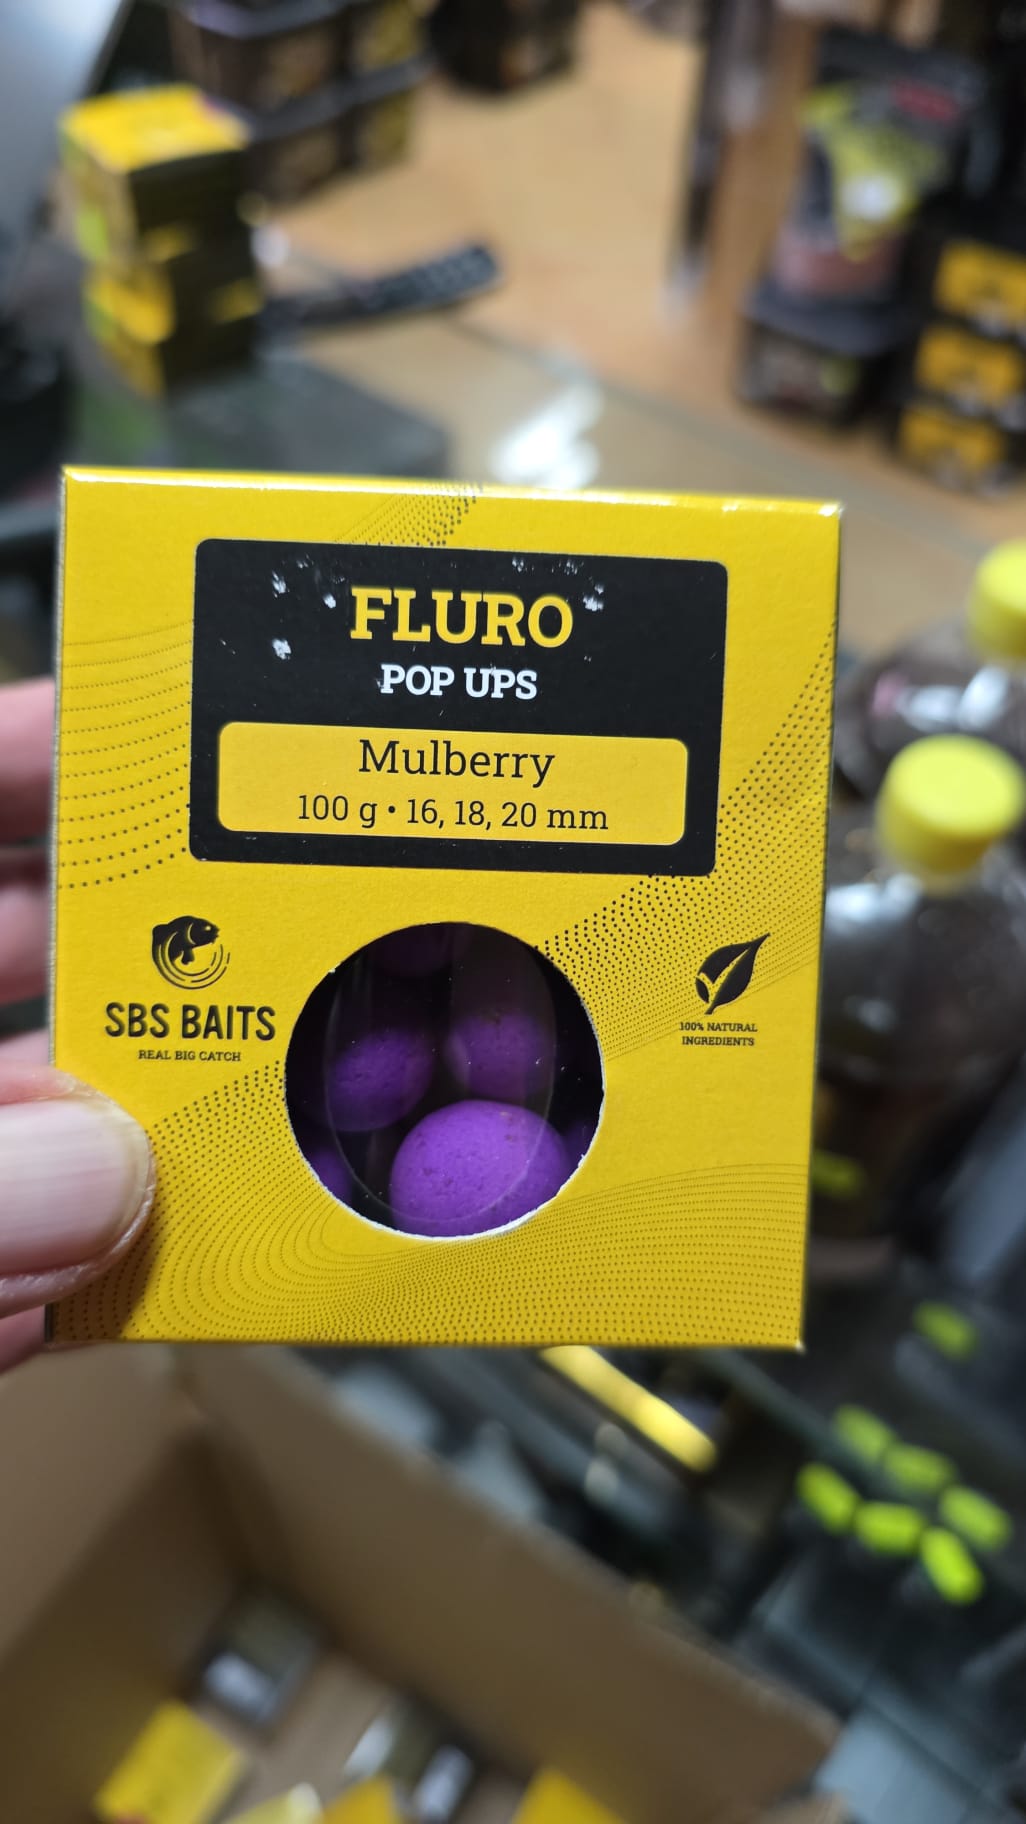 FLURO
POP UPS
Mulberry
100 g • 16, 18, 20 mm
SBS BAITS
REAL BIG CATCH
100% NATURAL
INGREDIENTS